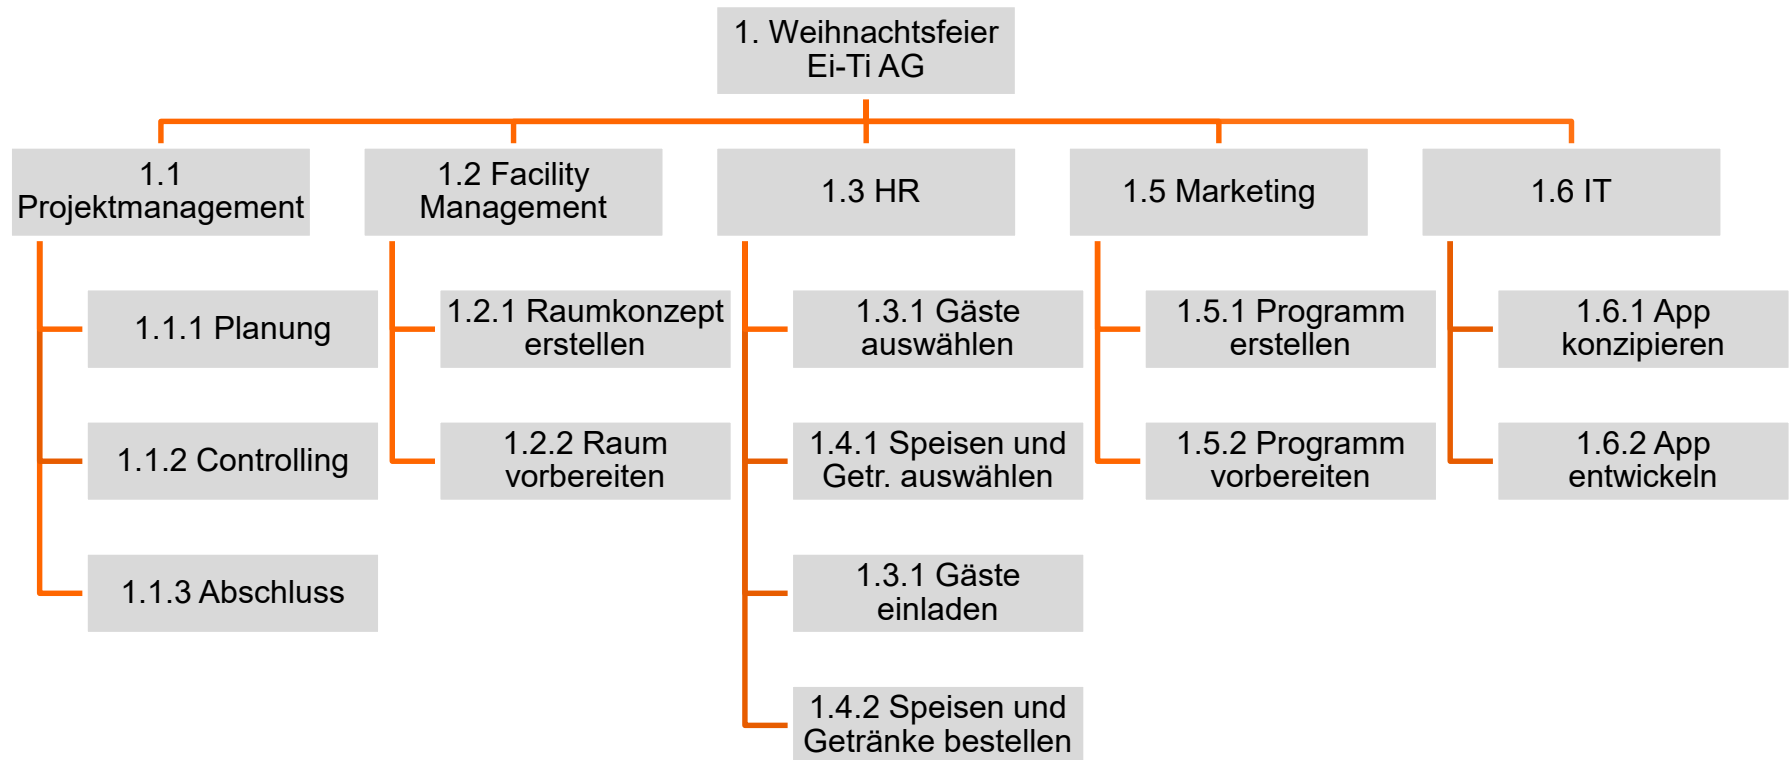 1. Weihnachtsfeier
Ei-Ti AG
1.1
Projektmanagement
1.2 Facility
Management
1.3 HR
1.5 Marketing
1.6 IT
1.1.1 Planung
1.2.1 Raumkonzept
erstellen
1.3.1 Gäste
auswählen
1.5.1 Programm
erstellen
1.6.1 App
konzipieren
1.1.2 Controlling
1.2.2 Raum
vorbereiten
1.4.1 Speisen und
Getr. auswählen
1.5.2 Programm
vorbereiten
1.6.2 App
entwickeln
1.1.3 Abschluss
1.3.1 Gäste
einladen
1.4.2 Speisen und
Getränke bestellen